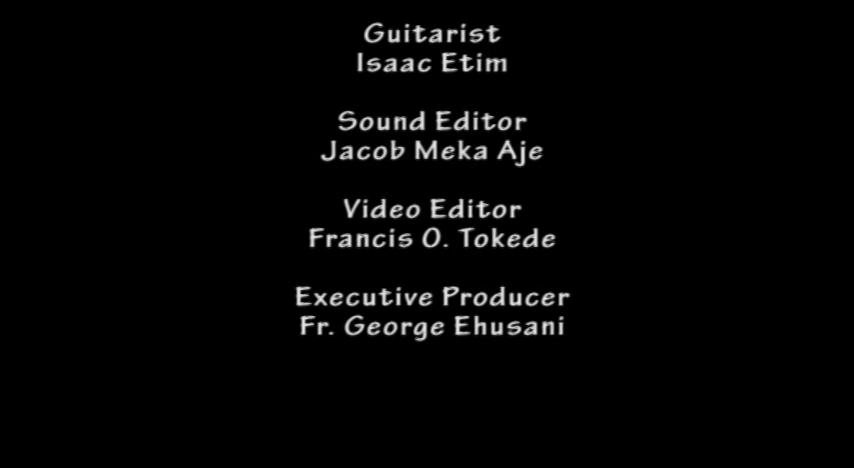 Guitarist
Isaac Etim
Sound Editor
Jacob Meka Aje
Video Editor
Francis O. Tokede
Executive Producer
Fr. George Ehusani